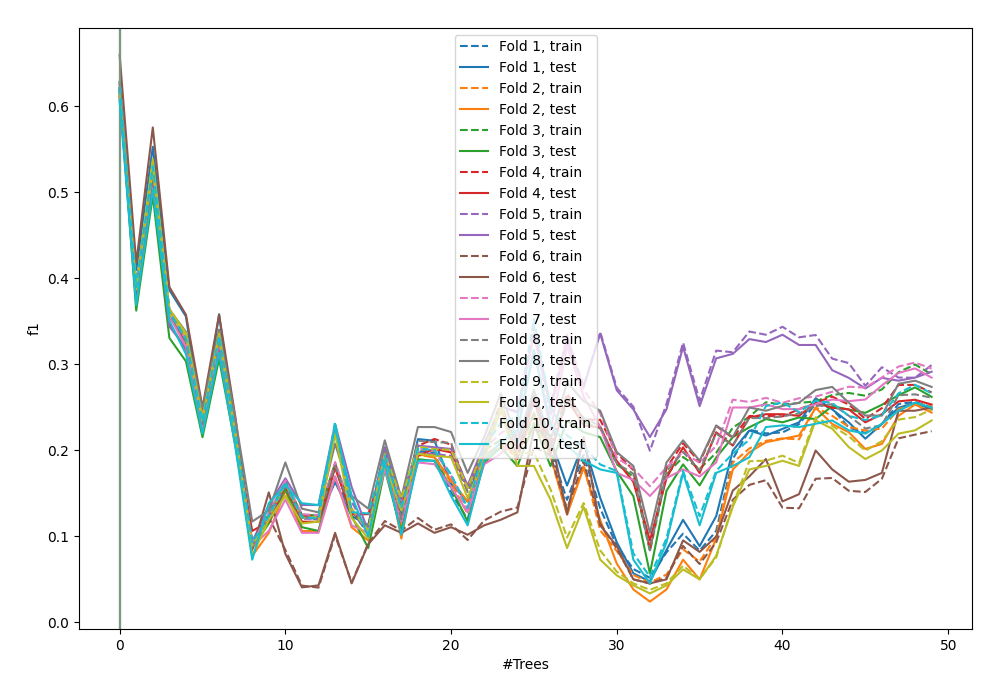 Fold 1, train
Fold 1, test
Fold 2, train
Fold 2, test
Fold 3, train
Fold 3, test
Fold 4, train
Fold 4, test
Fold 5, train
Fold 5, test
Fold 6, train
Fold 6, test
Fold 7, train
Fold 7, test
Fold 8, train
Fold 8, test
Fold 9, train
Fold 9, test
Fold 10, train
Fold 10, test
f1
0.6
0.5
0.4
0.3
0.2
0.1
0.0
0 10 20 30 40 50
#Trees